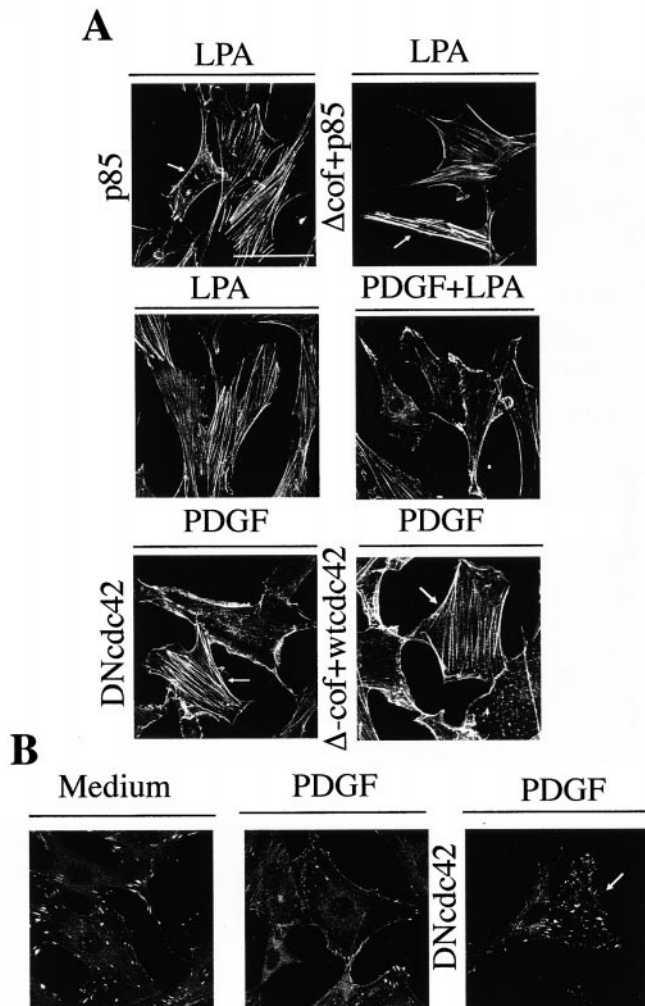 A
LPA
LPA
p85
Δcof+p85
LPA
PDGF+LPA
PDGF
PDGF
DNcdc42
Δ-cof+wtcdc42
B
Medium
PDGF
PDGF
DNcdc42